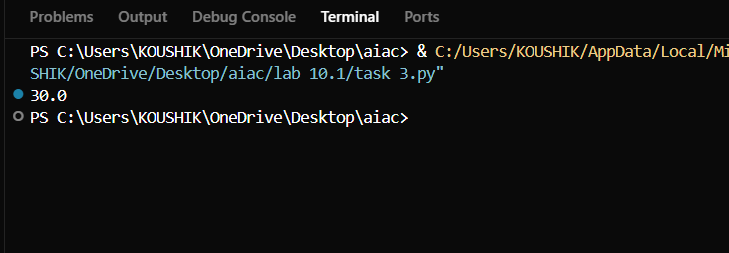 Problems Output Debug Console Terminal Ports
PS C:\Users\KOUSHIK\OneDrive\Desktop\aiac> & C:/Users/KOUSHIK/AppData/Local/Mi
SHIK/OneDrive/Desktop/aiac/lab 10.1/task 3.py"
30.0
PS C:\Users\KOUSHIK\OneDrive\Desktop\aiac>